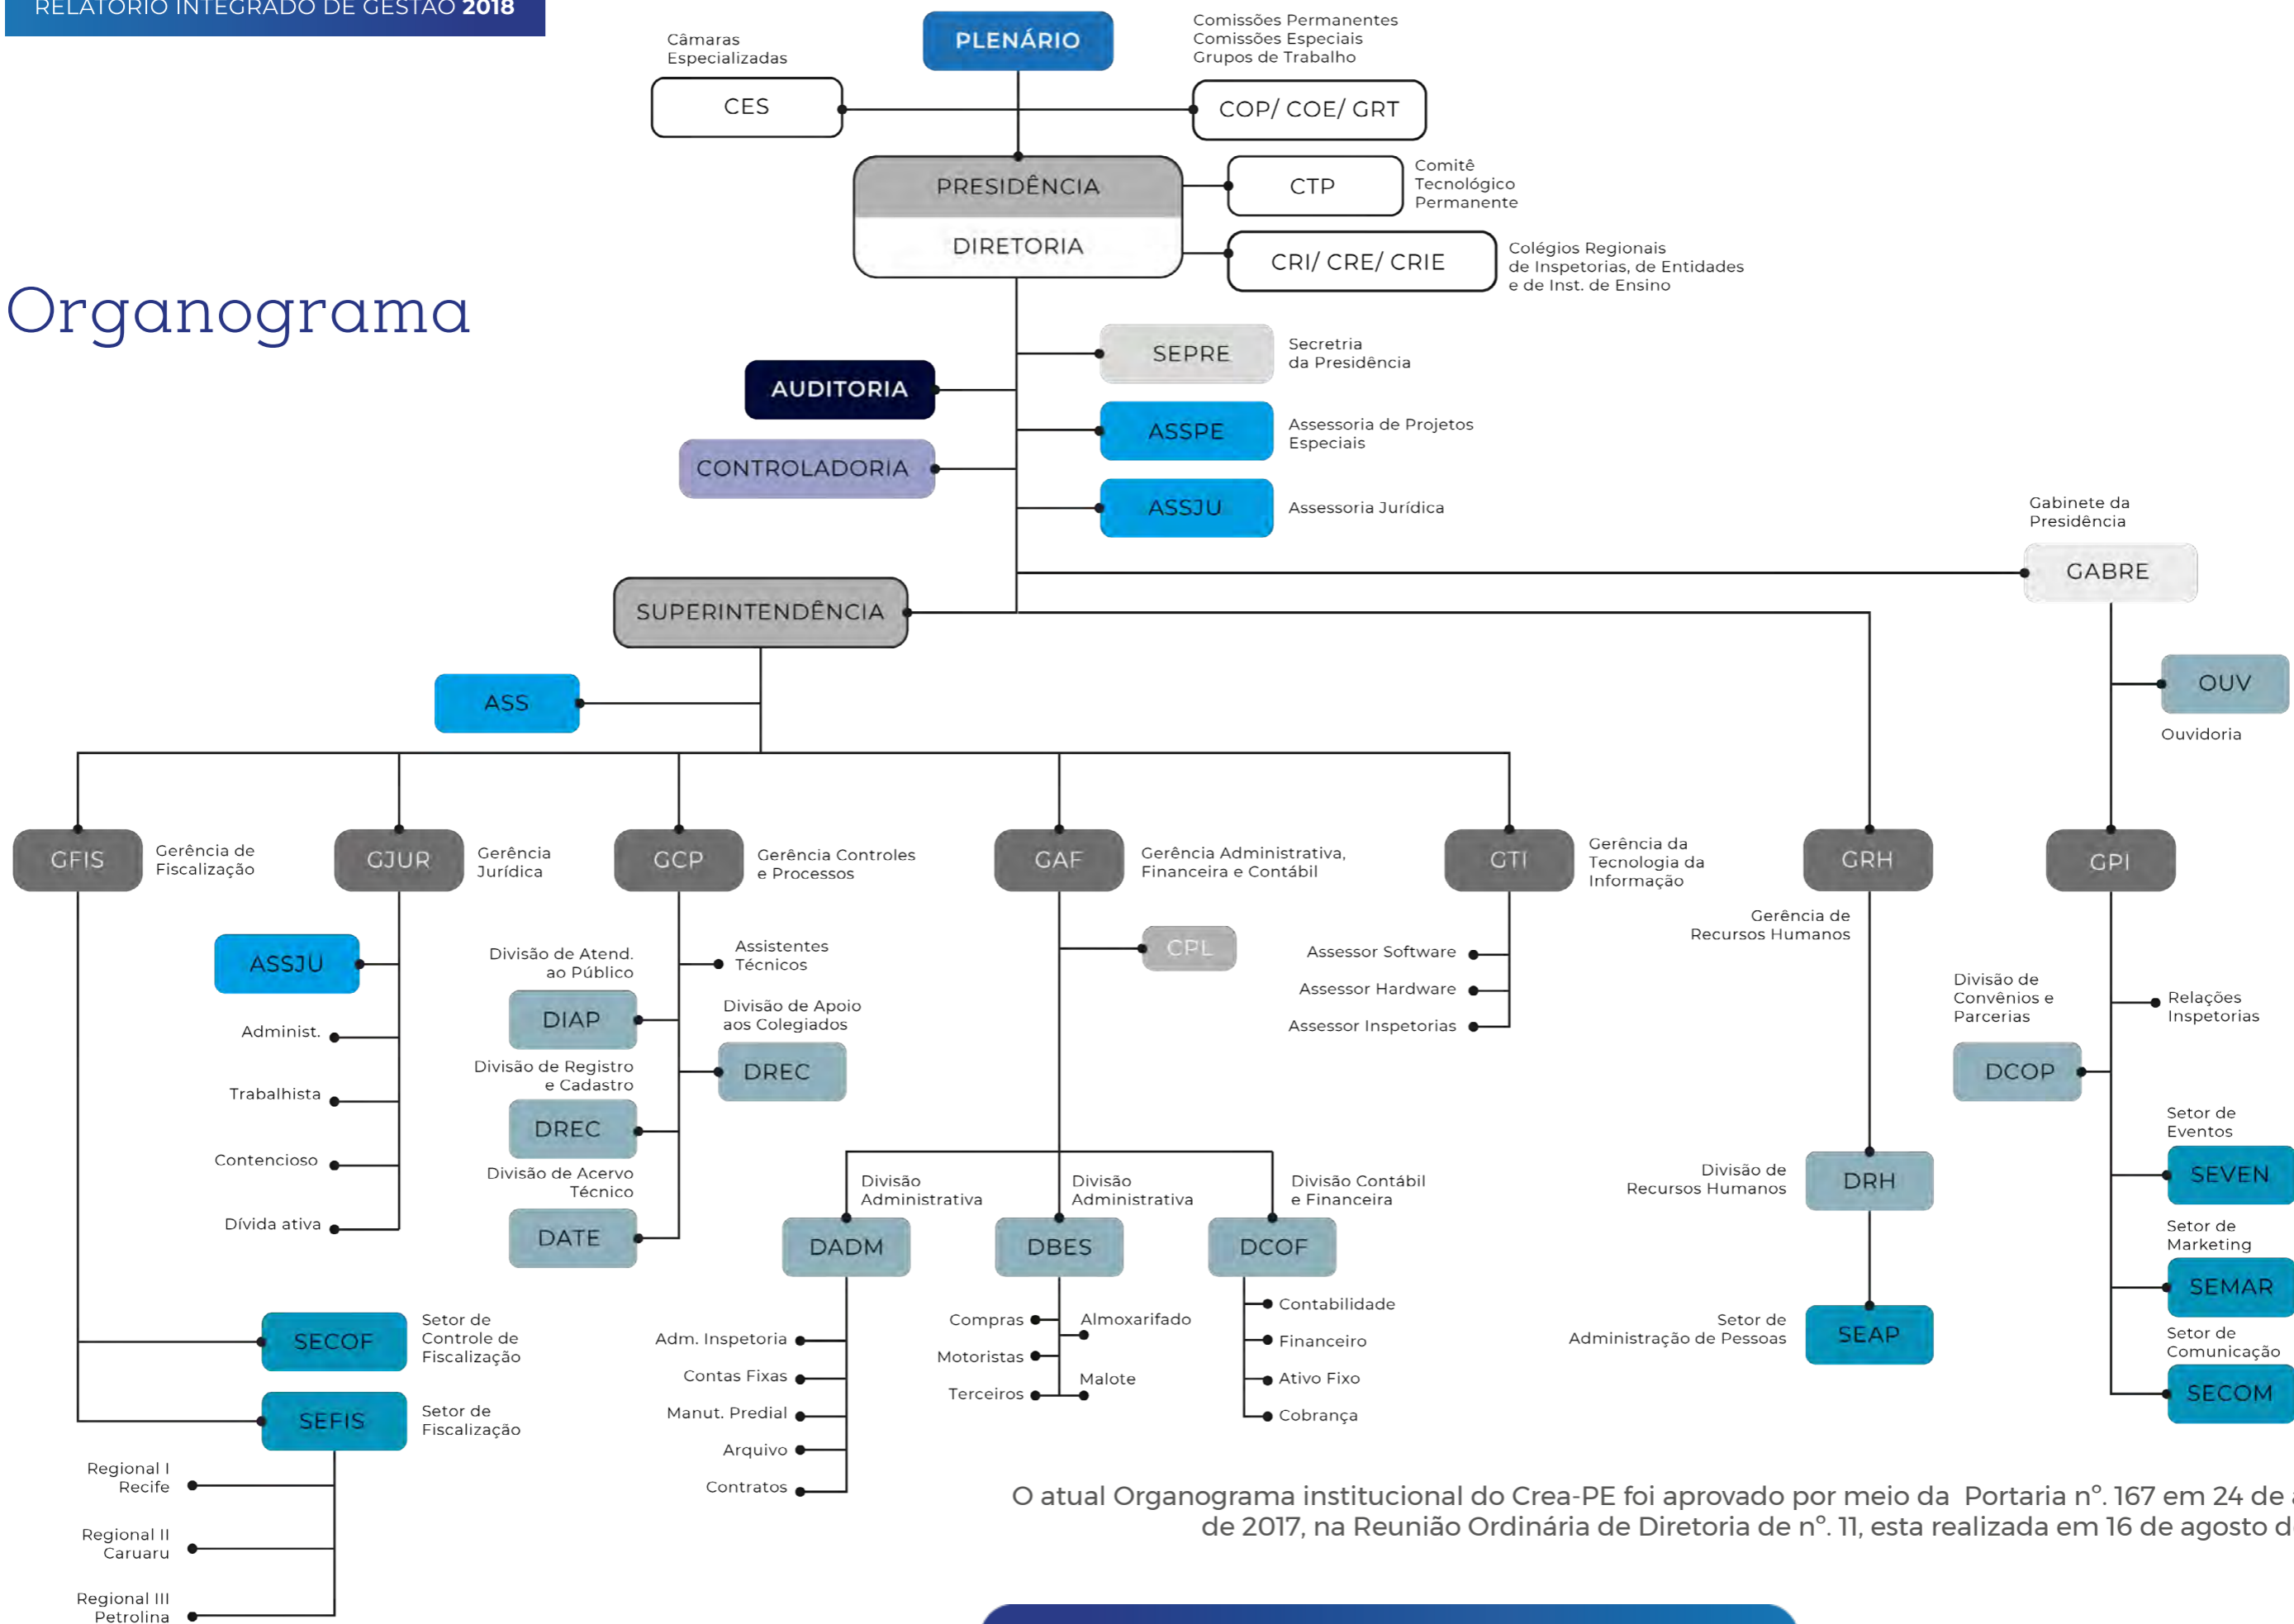 RELATÓRIO INTEGRADO DE GESTÃO 2018
Organograma
PLENÁRIO
Câmaras
Especializadas
CES
Comissões Permanentes
Comissões Especiais
Grupos de Trabalho
COP/ COE/ GRT
PRESIDÊNCIA
DIRETORIA
CTP
Comitê
Tecnológico
Permanente
CRI/ CRE/ CRIE
Colégios Regionais
de Inspetorias, de Entidades
e de Inst. de Ensino
SEPRE
Secretria
da Presidência
AUDITORIA
ASSPE
Assessoria de Projetos
Especiais
CONTROLADORIA
ASSJU
Assessoria Jurídica
Gabinete da
Presidência
GABRE
SUPERINTENDÊNCIA
ASS
OUV
Ouvidoria
GFIS
Gerência de
Fiscalização
GJUR
Gerência
Jurídica
GCP
Gerência Controles
e Processos
GAF
Gerência Administrativa,
Financeira e Contábil
GTI
Gerência da
Tecnologia da
Informação
GRH
Gerência de
Recursos Humanos
GPI
ASSJU
Administ.
Trabalhista
Contencioso
Dívida ativa
Divisão de Atend.
ao Público
DIAP
Assistentes
Técnicos
Divisão de Apoio
aos Colegiados
DREC
Divisão de Registro
e Cadastro
DREC
Divisão de Acervo
Técnico
DATE
CPL
Assessor Software
Assessor Hardware
Assessor Inspetorias
Divisão de
Convênios e
Parcerias
DCOP
Relações
Inspetorias
Setor de
Eventos
SEVEN
Setor de
Marketing
SEMAR
Setor de
Comunicação
SECOM
Divisão
Administrativa
DADM
Divisão
Administrativa
DBES
Divisão Contábil
e Financeira
DCOF
Divisão de
Recursos Humanos
DRH
Setor de
Administração de Pessoas
SEAP
SECOF
Setor de
Controle de
Fiscalização
SEFIS
Setor de
Fiscalização
Regional I
Recife
Regional II
Caruaru
Regional III
Petrolina
Adm. Inspetoria
Contas Fixas
Manut. Predial
Arquivo
Contratos
Compras
Almoxarifado
Motoristas
Malote
Terceiros
Contabilidade
Financeiro
Ativo Fixo
Cobrança
O atual Organograma institucional do Crea-PE foi aprovado por meio da Portaria nº. 167 em 24 de
de 2017, na Reunião Ordinária de Diretoria de nº. 11, esta realizada em 16 de agosto